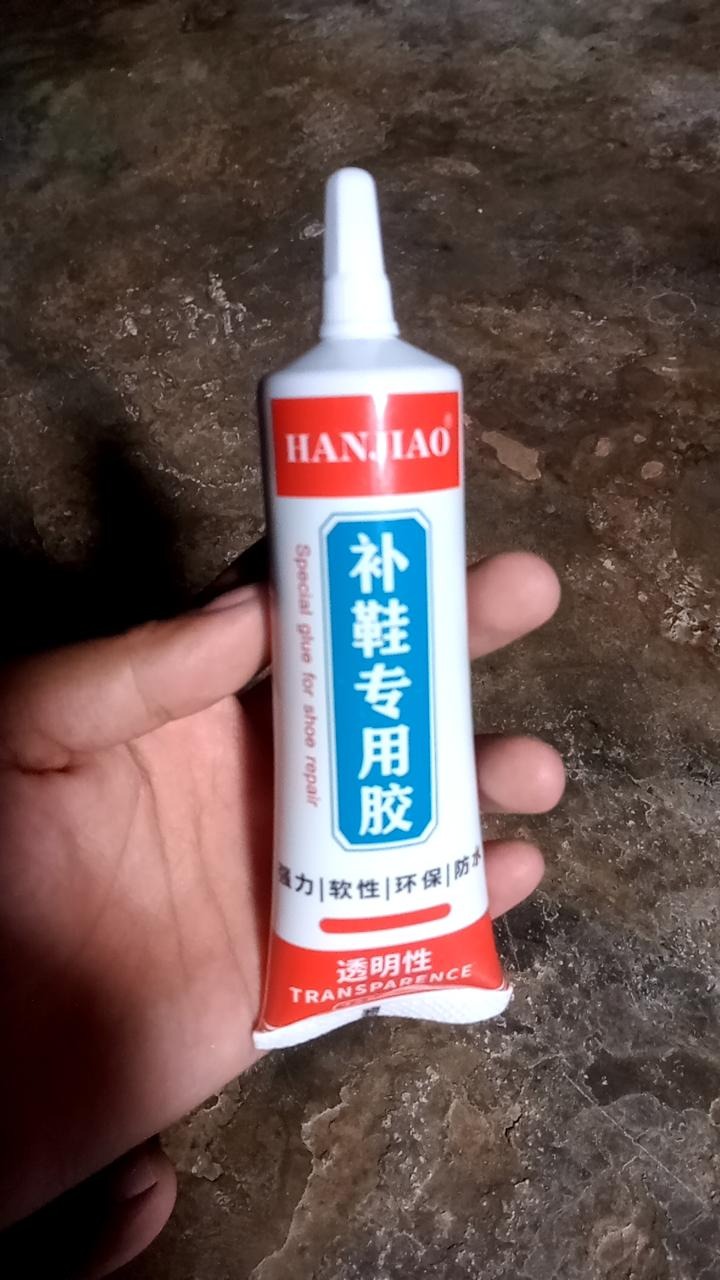 HANJIAO®
补鞋专用胶
Special glue for shoe repair
强力|软性|环保|防水
透明性
TRANSPARENCE